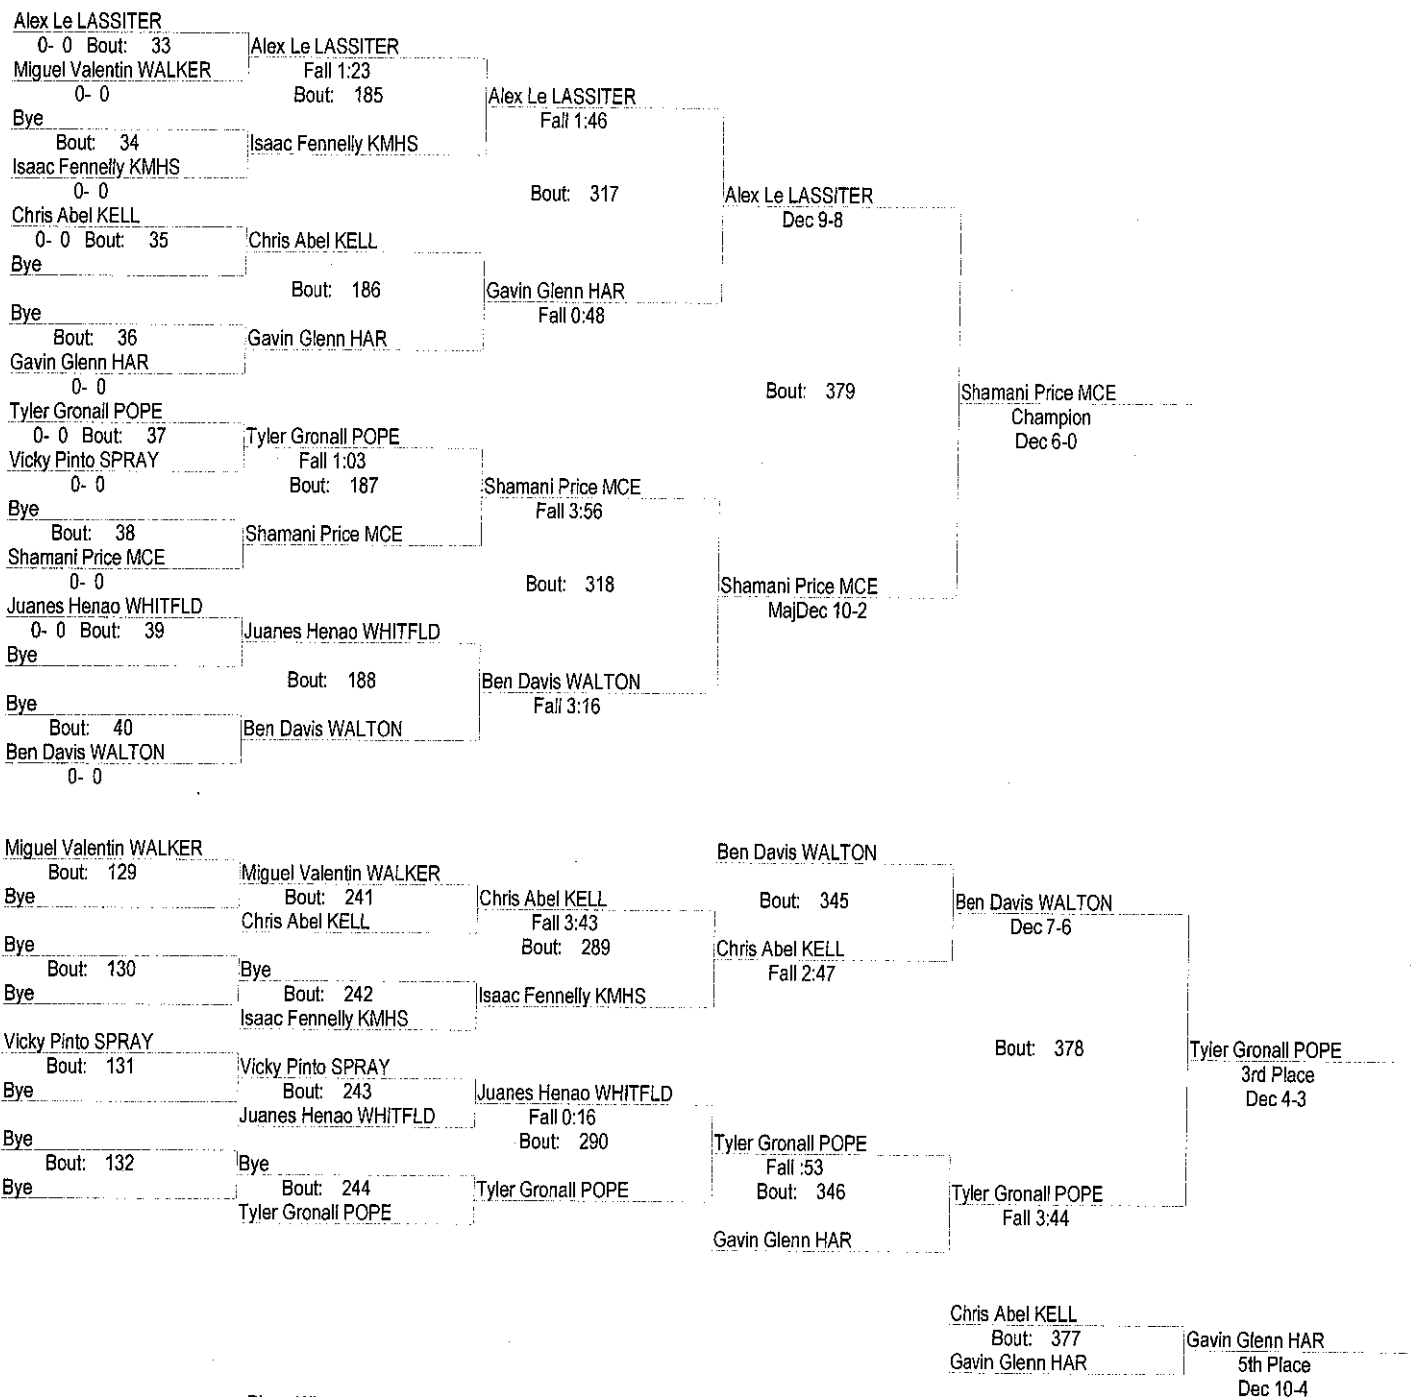 Alex Le LASSITER
0- 0 Bout: 33
Miguel Valentin WALKER
0- 0
Bye
Bout: 34
Isaac Fennelly KMHS
0- 0
Chris Abel KELL
0- 0 Bout: 35
Bye
Bye
Bout: 36
Gavin Glenn HAR
0- 0
Tyler Gronall POPE
0- 0 Bout: 37
Vicky Pinto SPRAY
0- 0
Bye
Bout: 38
Shamani Price MCE
0- 0
Juanes Henao WHITFLD
0- 0 Bout: 39
Bye
Bye
Bout: 40
Ben Davis WALTON
0- 0
Alex Le LASSITER
Fall 1:23
Bout: 185
Isaac Fennelly KMHS
Chris Abel KELL
Bout: 186
Gavin Glenn HAR
Tyler Gronall POPE
Fall 1:03
Bout: 187
Shamani Price MCE
Juanes Henao WHITFLD
Bout: 188
Ben Davis WALTON
Alex Le LASSITER
Fall 1:46
Bout: 317
Gavin Glenn HAR
Fall 0:48
Shamani Price MCE
Fall 3:56
Bout: 318
Ben Davis WALTON
Fall 3:16
Alex Le LASSITER
Dec 9-8
Bout: 379
Shamani Price MCE
MajDec 10-2
Shamani Price MCE
Champion
Dec 6-0
Miguel Valentin WALKER
Bout: 129
Bye
Bye
Bout: 130
Bye
Vicky Pinto SPRAY
Bout: 131
Bye
Bye
Bout: 132
Bye
Miguel Valentin WALKER
Bout: 241
Chris Abel KELL
Bye
Bout: 242
Isaac Fennelly KMHS
Vicky Pinto SPRAY
Bout: 243
Juanes Henao WHITFLD
Bye
Bout: 244
Tyler Gronall POPE
Chris Abel KELL
Fall 3:43
Bout: 289
Isaac Fennelly KMHS
Juanes Henao WHITFLD
Fall 0:16
Bout: 290
Tyler Gronall POPE
Ben Davis WALTON
Bout: 345
Chris Abel KELL
Fall 2:47
Tyler Gronall POPE
Fall :53
Bout: 346
Gavin Glenn HAR
Ben Davis WALTON
Dec 7-6
Bout: 378
Tyler Gronall POPE
Fall 3:44
Tyler Gronall POPE
3rd Place
Dec 4-3
Chris Abel KELL
Bout: 377
Gavin Glenn HAR
Gavin Glenn HAR
5th Place
Dec 10-4